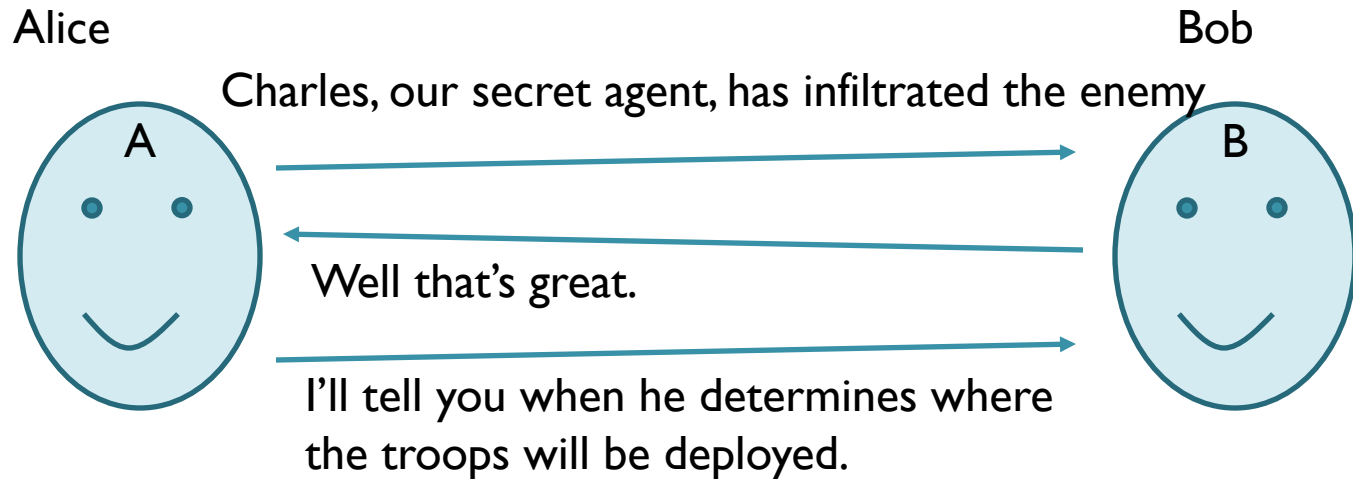 Alice
Bob
Charles, our secret agent, has infiltrated the enemy
A
B
Well that's great.
I'll tell you when he determines where
the troops will be deployed.